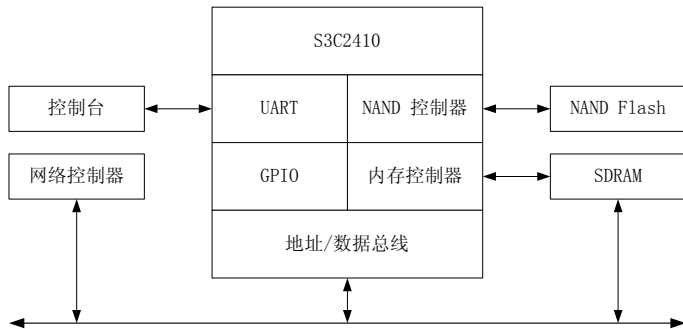 S3C2410
控制台
UART
NAND 控制器
NAND Flash
网络控制器
GPIO
内存控制器
SDRAM
地址/数据总线